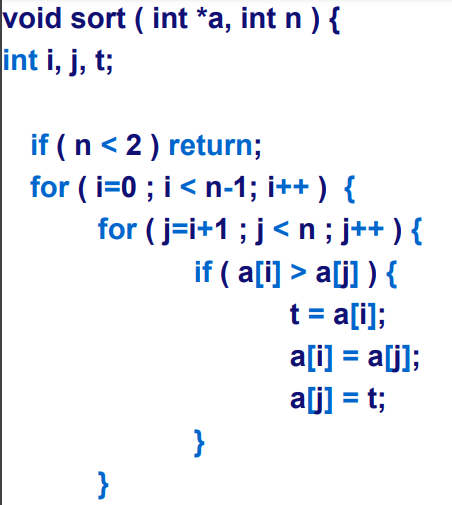 void sort ( int *a, int n ) {
int i, j, t;
if ( n < 2 ) return;
for ( i=0 ; i < n-1; i++ ) {
for ( j=i+1 ; j < n ; j++ ) {
if ( a[i] > a[j] ) {
t = a[i];
a[i] = a[j];
a[j] = t;
}
}